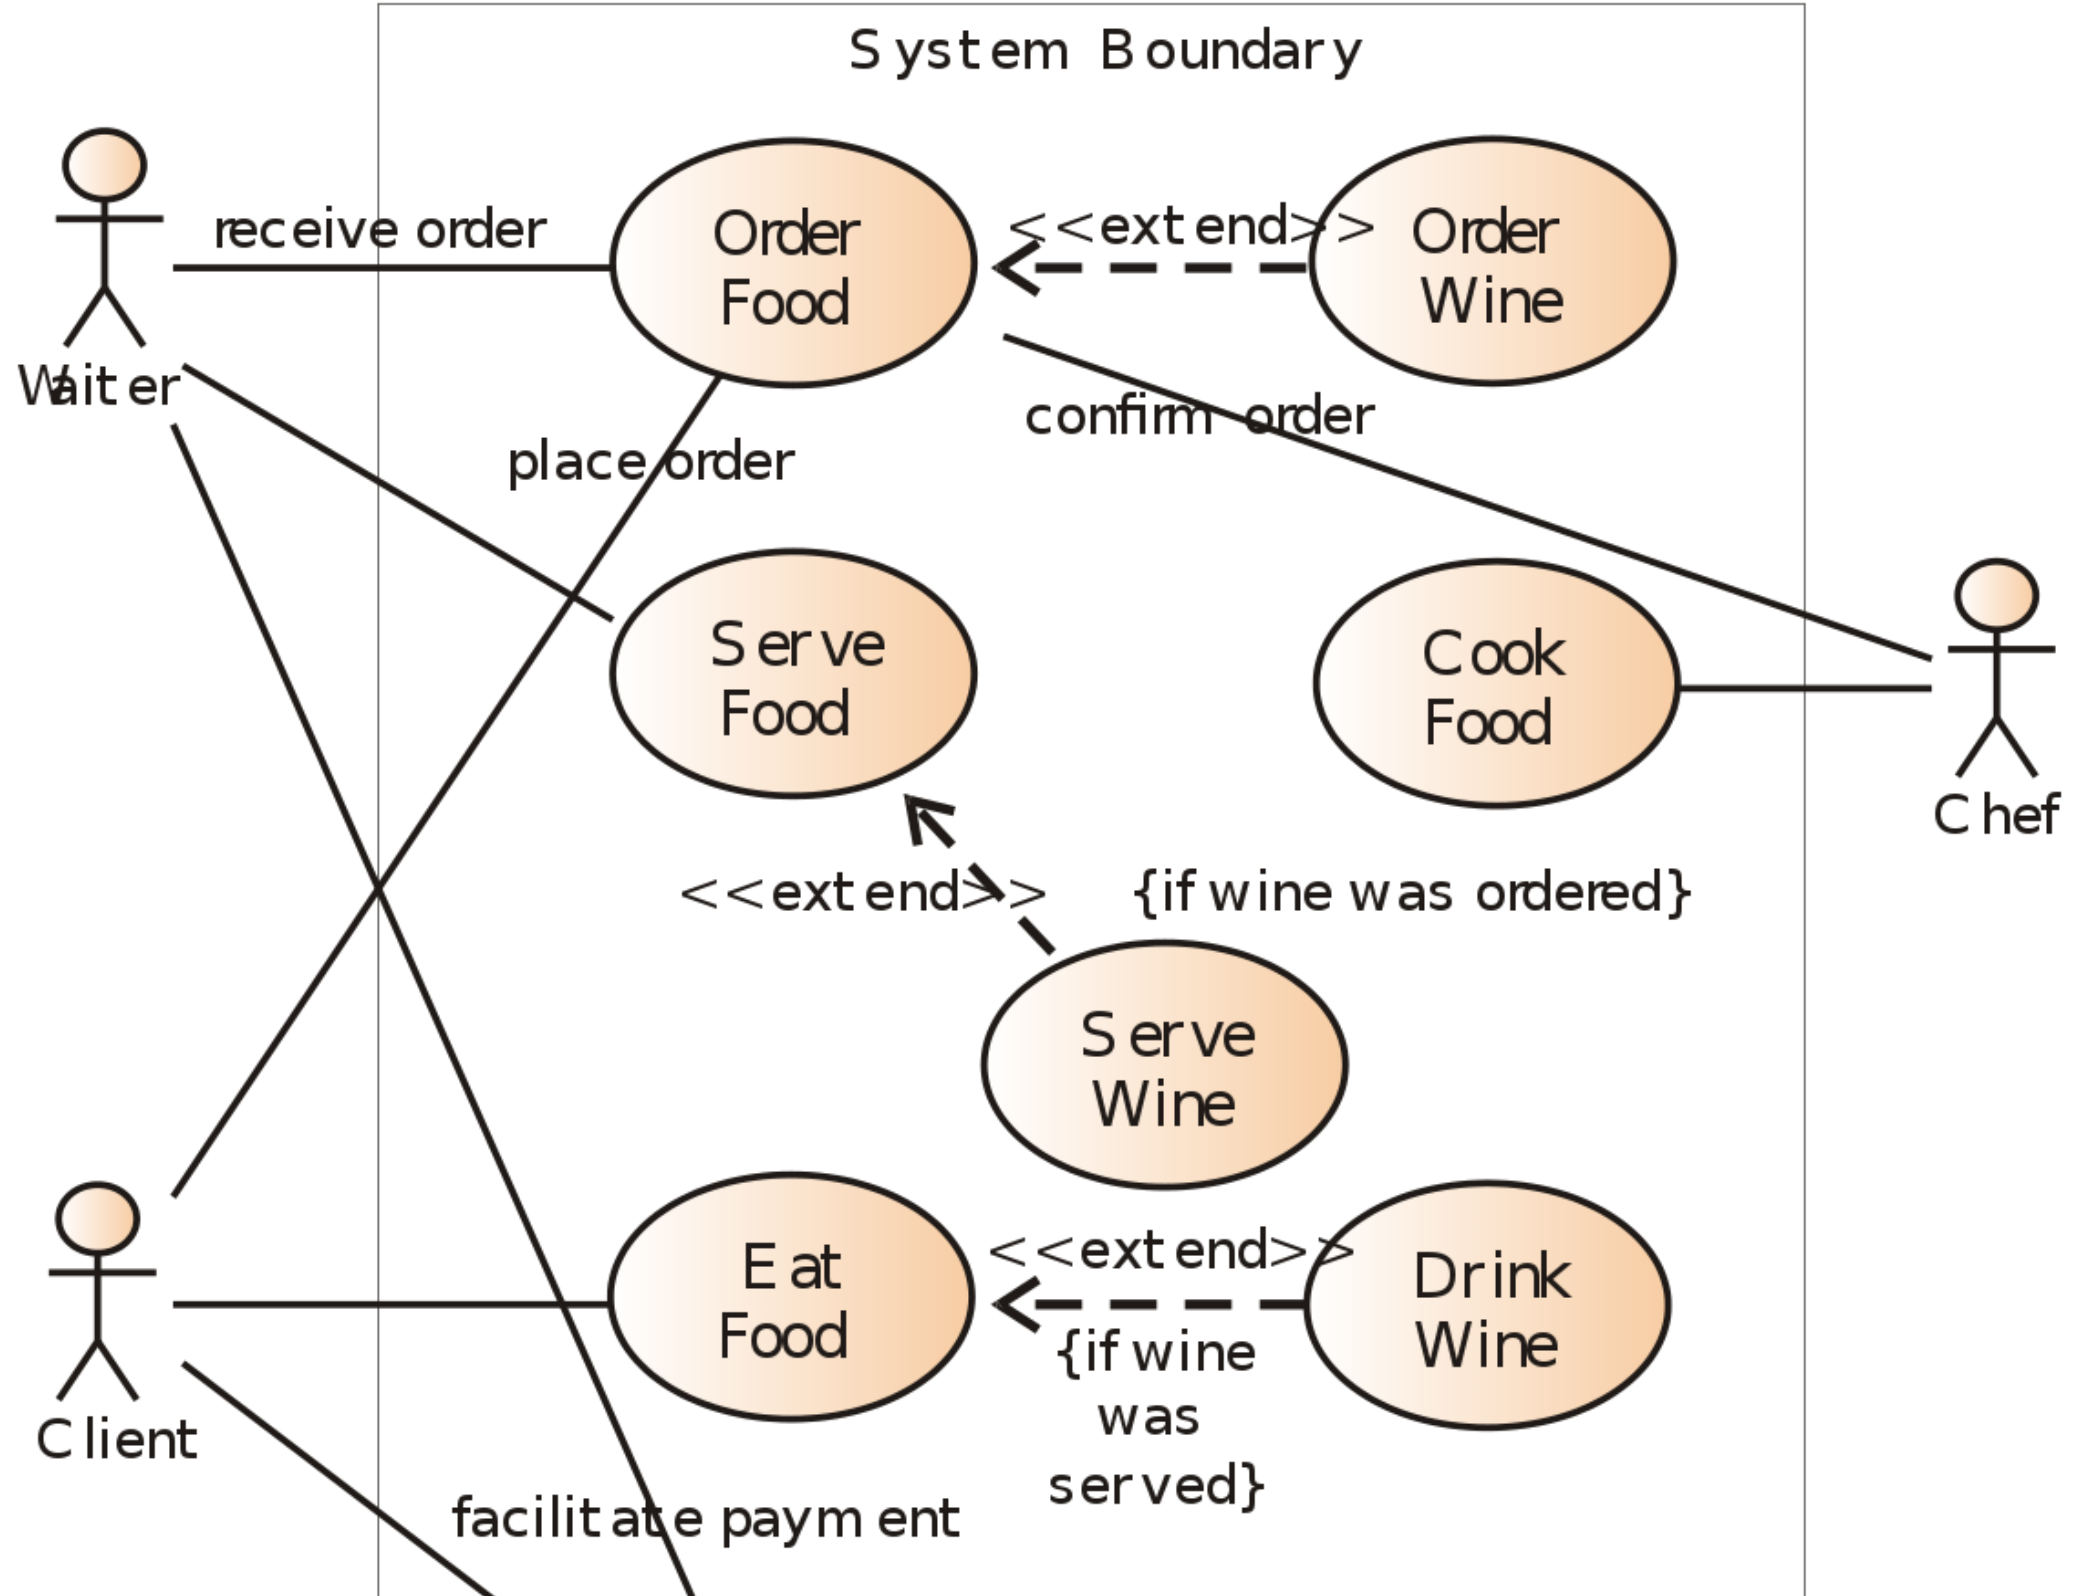 System Boundary
receive order
Order
Food
<<extend>>
Order
Wine
Waiter
confirm order
place order
Serve
Food
Cook
Food
Chef
<<extend>>
{if wine was ordered}
Serve
Wine
Eat
Food
<<extend>>
Drink
Wine
{if wine
was
served}
Client
facilitate payment